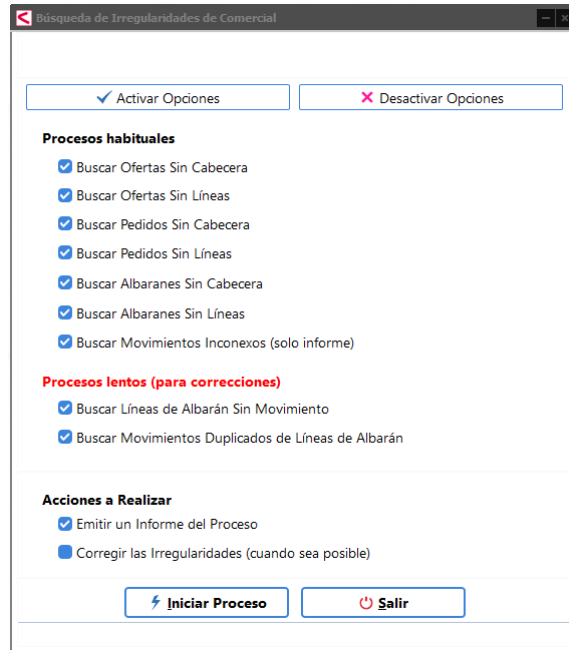 Búsqueda de Irregularidades de Comercial
Activar Opciones
Desactivar Opciones
Procesos habituales
Buscar Ofertas Sin Cabecera
Buscar Ofertas Sin Líneas
Buscar Pedidos Sin Cabecera
Buscar Pedidos Sin Líneas
Buscar Albaranes Sin Cabecera
Buscar Albaranes Sin Líneas
Buscar Movimientos Inconexos (solo informe)
Procesos lentos (para correcciones)
Buscar Líneas de Albarán Sin Movimiento
Buscar Movimientos Duplicados de Líneas de Albarán
Acciones a Realizar
Emitir un Informe del Proceso
Corregir las Irregularidades (cuando sea posible)
Iniciar Proceso
Salir